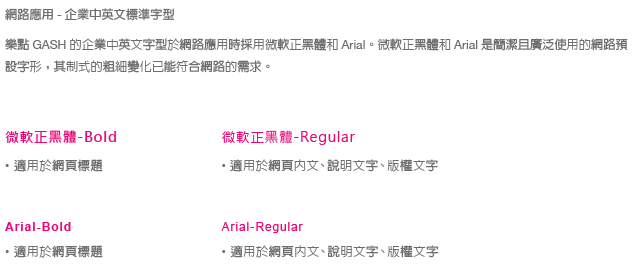 網路應用 - 企業中英文標準字型
樂點 GASH 的企業中英文字型於網路應用時採用微軟正黑體和 Arial。微軟正黑體和 Arial 是簡潔且廣泛使用的網路預
設字形，其制式的粗細變化已能符合網路的需求。
微軟正黑體-Bold
微軟正黑體-Regular
• 適用於網頁標題
• 適用於網頁内文、說明文字、版權文字
Arial-Bold
Arial-Regular
• 適用於網頁標題
• 適用於網頁内文、說明文字、版權文字